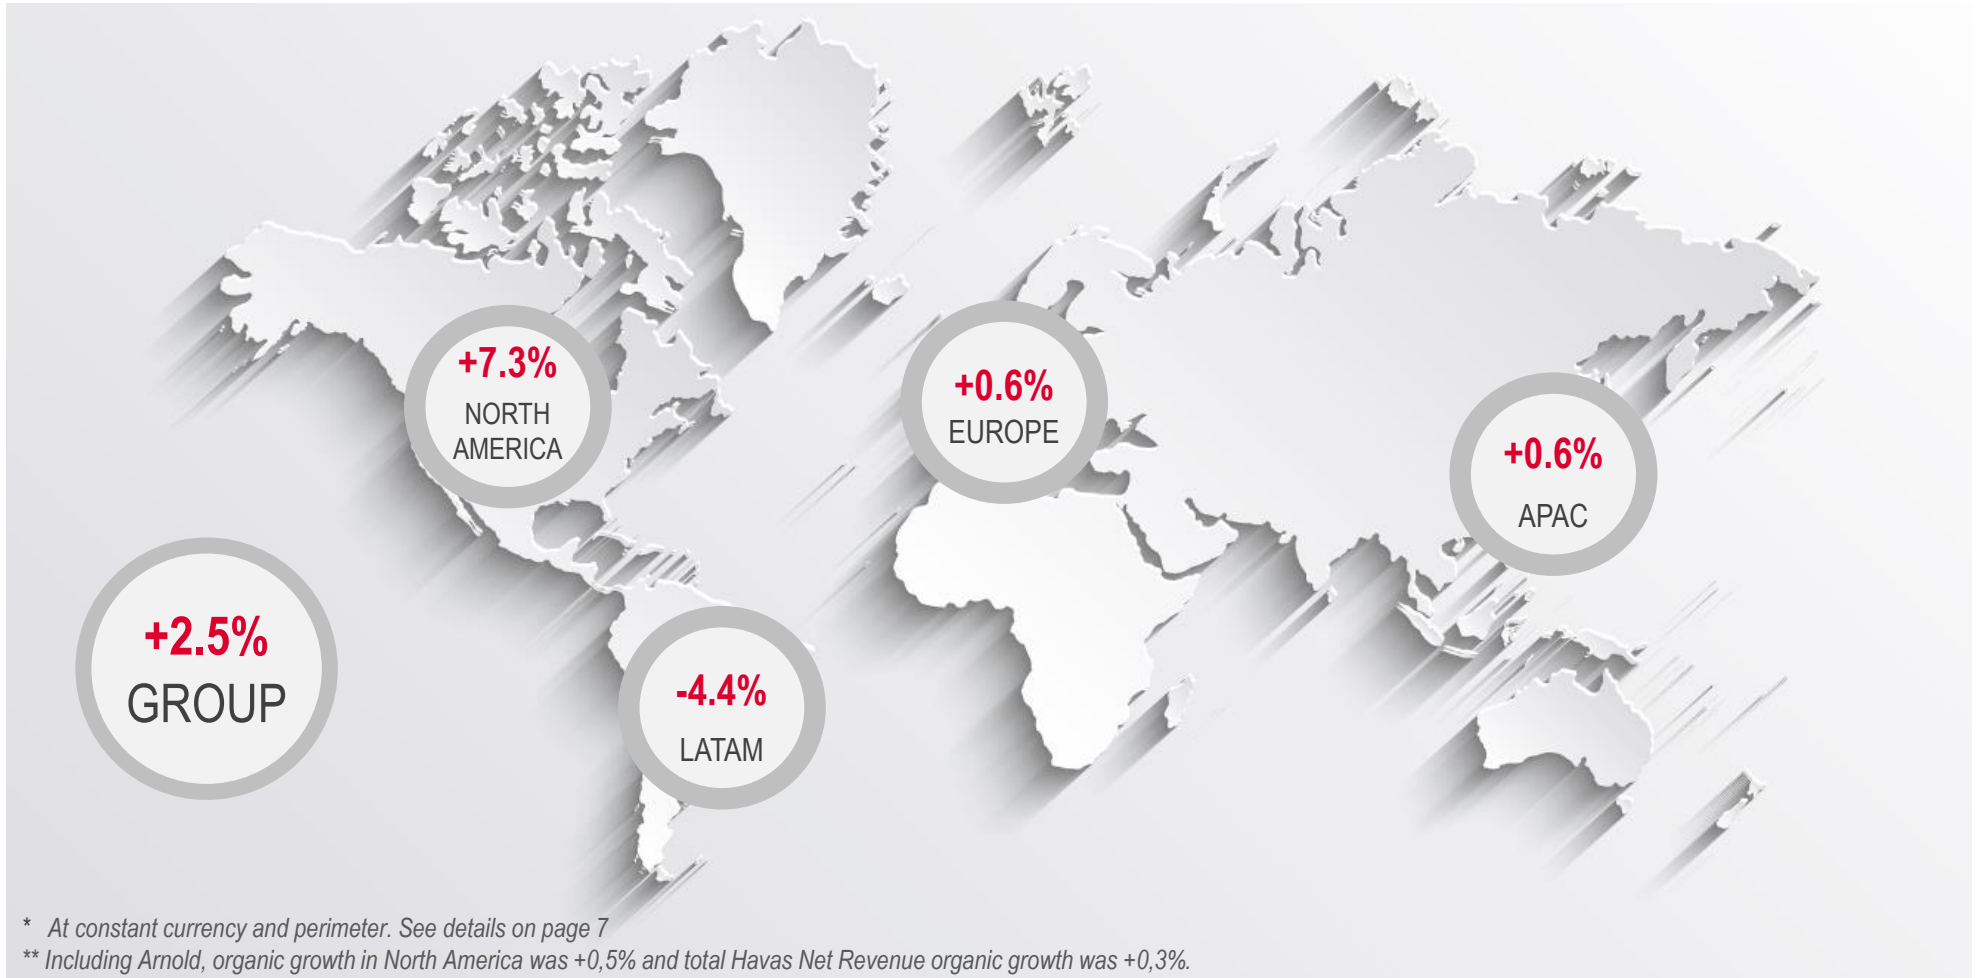 +7.3%
NORTH
AMERICA
+0.6%
EUROPE
+0.6%
APAC
+2.5%
GROUP
-4.4%
LATAM
* At constant currency and perimeter. See details on page 7
** Including Arnold, organic growth in North America was +0,5% and total Havas Net Revenue organic growth was +0,3%.